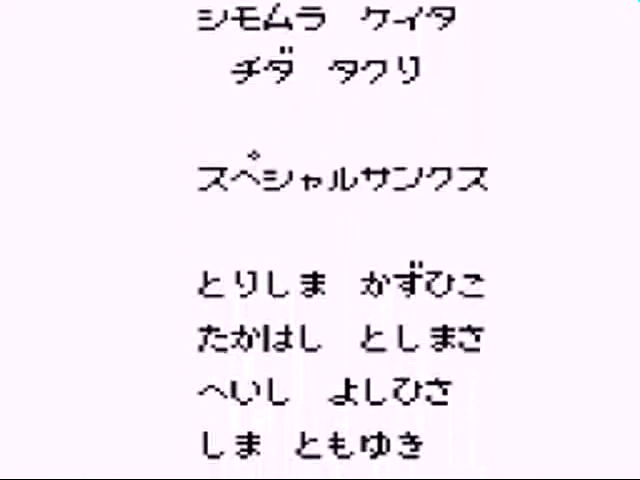 シモムラ ケイタ
チダ タクリ
スペシャルサンクス
とりしま かずひこ
たかはし としまさ
へいし よしひさ
しま ともゆき